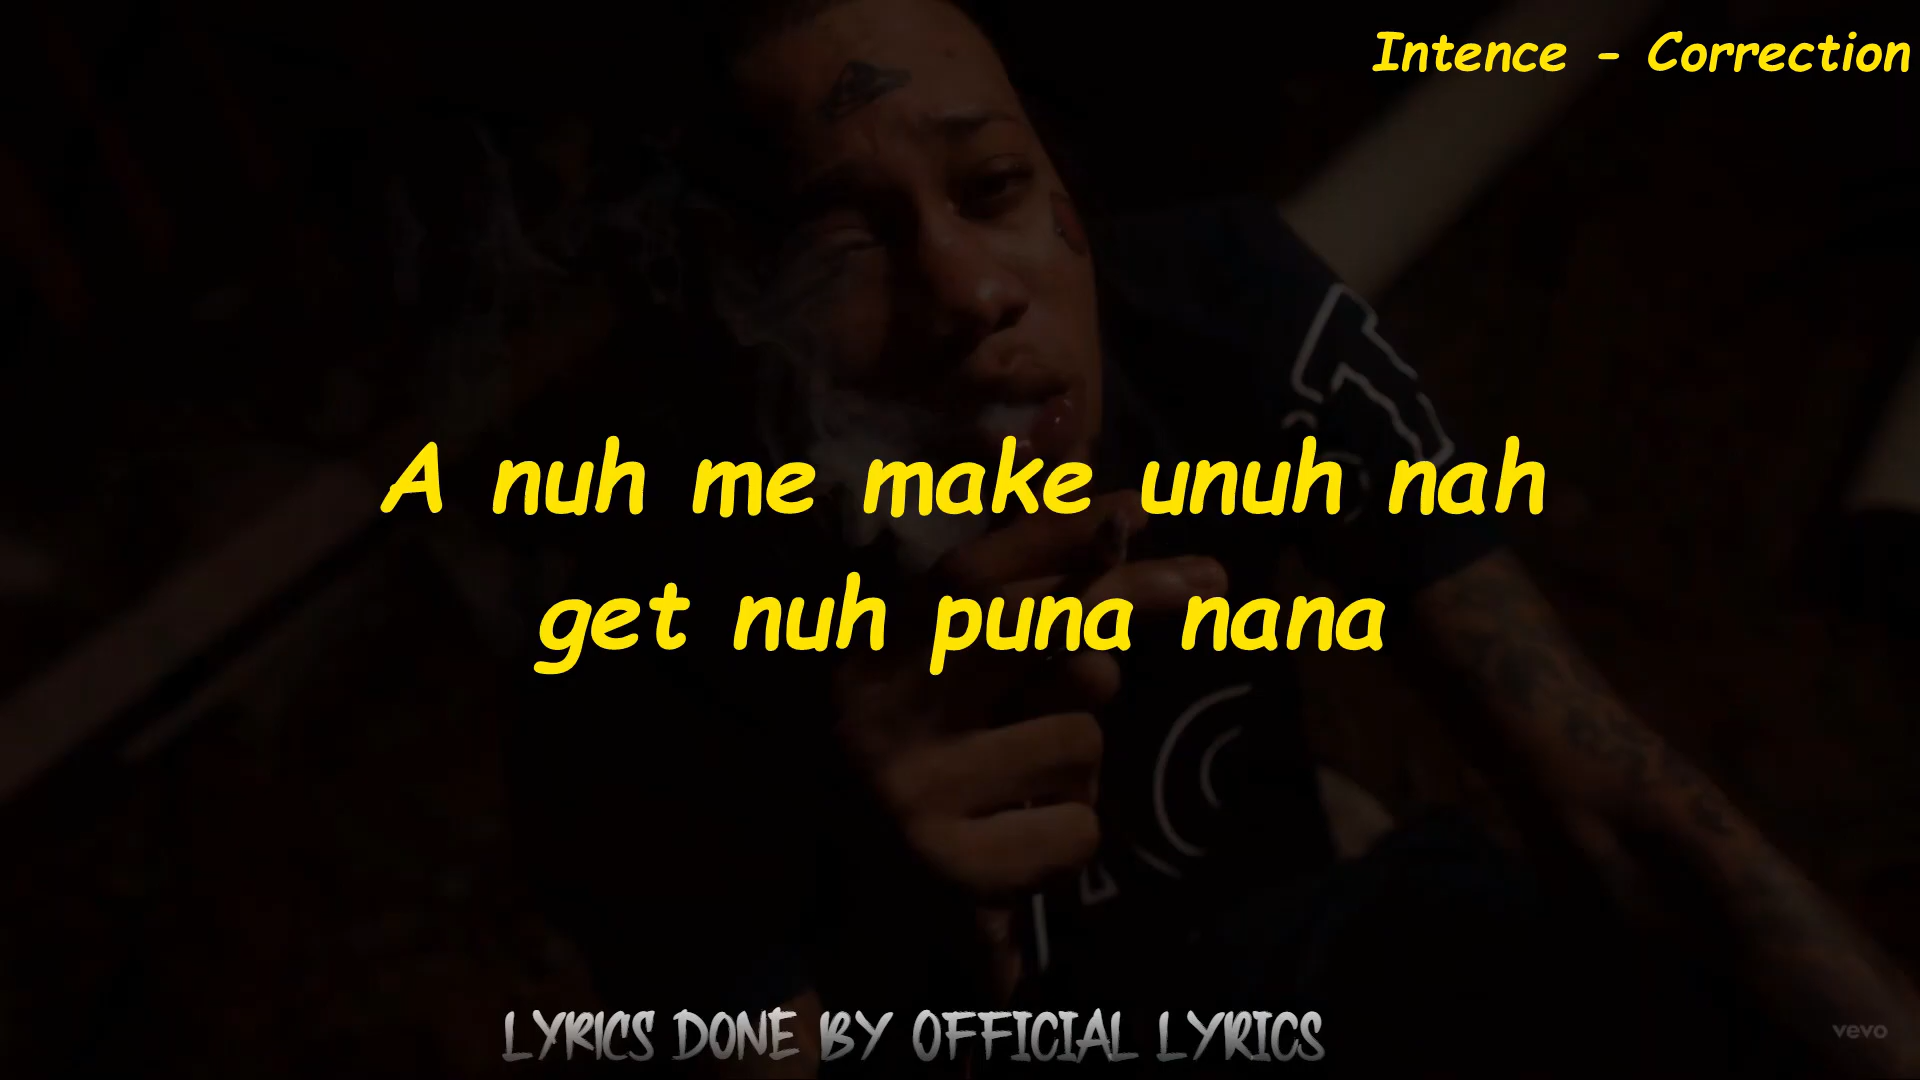 Intence - Correction
A nuh me make unuh nah
get nuh puna nana
LYRICS DONE BY OFFICIAL LYRICS
vevo